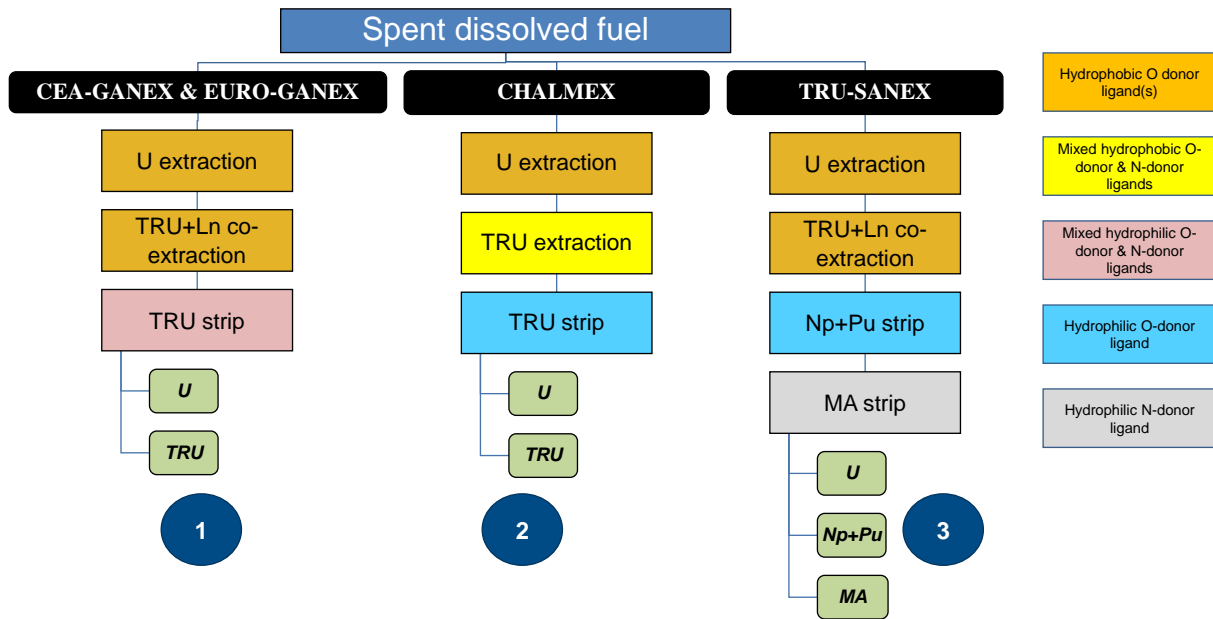 Spent dissolved fuel
CEA-GANEX & EURO-GANEX
CHALMEX
TRU-SANEX
U extraction
TRU+Ln co-
extraction
TRU strip
U
TRU
1
U extraction
TRU extraction
TRU strip
U
TRU
2
U extraction
TRU+Ln co-
extraction
Np+Pu strip
MA strip
U
Np+Pu
MA
3
Hydrophobic O donor
ligand(s)
Mixed hydrophobic O-
donor & N-donor
ligands
Mixed hydrophilic O-
donor & N-donor
ligands
Hydrophilic O-donor
ligand
Hydrophilic N-donor
ligand